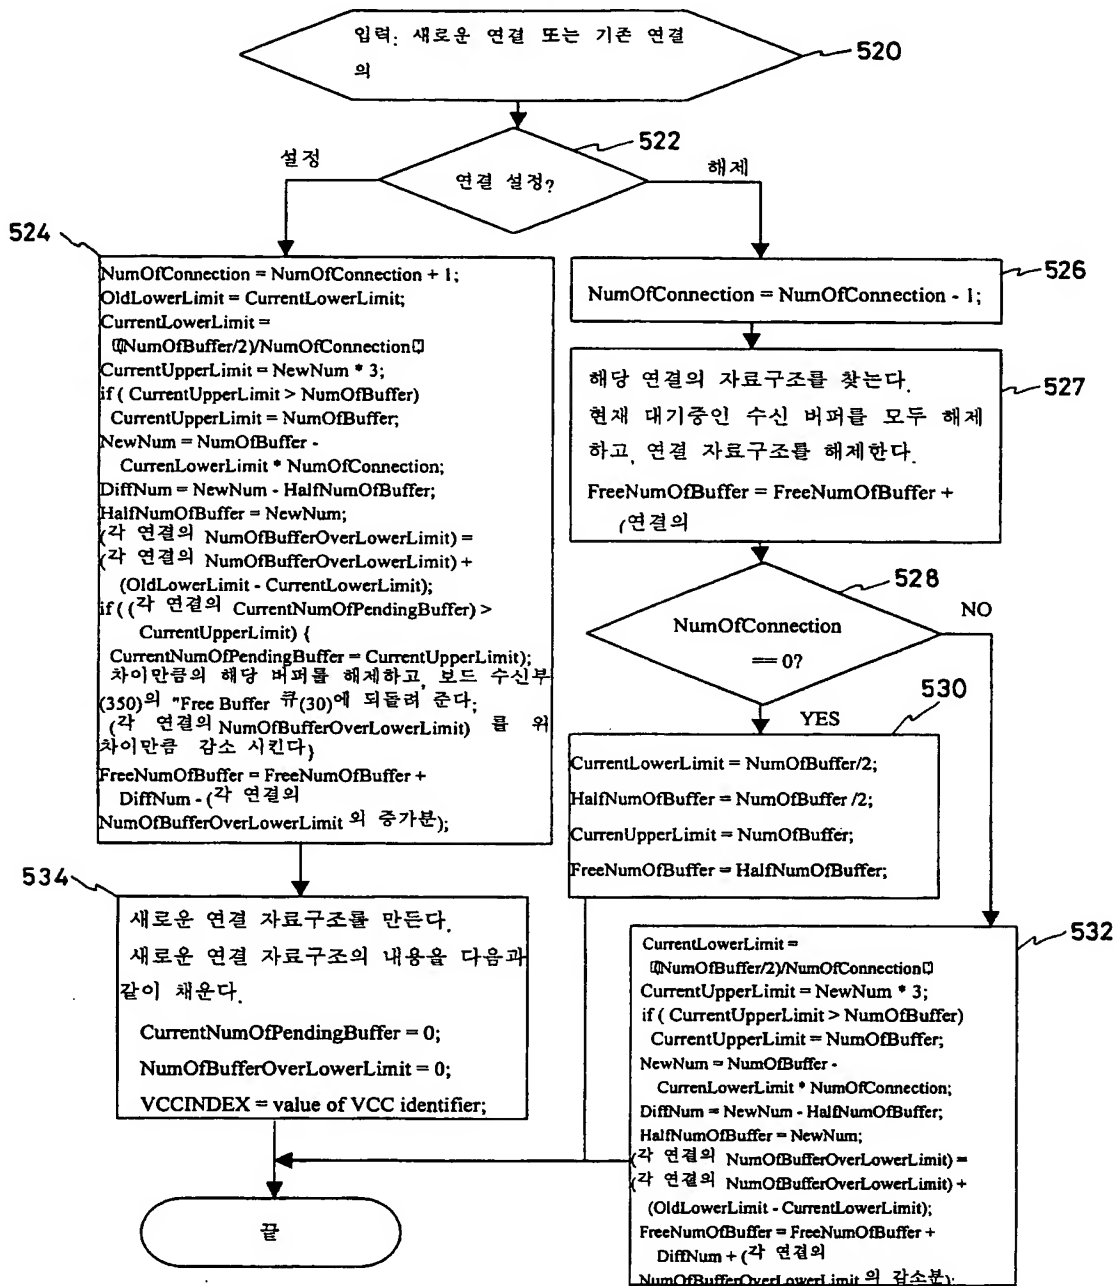 입력: 새로운 연결 또는 기존 연결
의
520
522
연결 설정?
설정
해제
524
NumOfConnection = NumOfConnection + 1;
OldLowerLimit = CurrentLowerLimit;
CurrentLowerLimit =
(NumOfBuffer/2)/NumOfConnection
CurrentUpperLimit = NewNum * 3;
if ( CurrentUpperLimit > NumOfBuffer)
CurrentUpperLimit = NumOfBuffer;
NewNum = NumOfBuffer -
CurrenLowerLimit * NumOfConnection;
DiffNum = NewNum - HalfNumOfBuffer;
HalfNumOfBuffer = NewNum;
(각 연결의 NumOfBufferOverLowerLimit) =
(각 연결의 NumOfBufferOverLowerLimit) +
(OldLowerLimit - CurrentLowerLimit);
if ( (각 연결의 CurrentNumOfPendingBuffer) >
CurrentUpperLimit) {
CurrentNumOfPendingBuffer = CurrentUpperLimit);
차이만큼의 해당 버퍼를 해제하고, 보드 수신부
(350)의 "Free Buffer 큐(30)에 되돌려 준다;
(각 연결의 NumOfBufferOverLowerLimit) 를 위
차이만큼 감소 시킨다}
FreeNumOfBuffer = FreeNumOfBuffer +
DiffNum - (각 연결의
NumOfBufferOverLowerLimit 의 증가분);
526
NumOfConnection = NumOfConnection - 1;
527
해당 연결의 자료구조를 찾는다.
현재 대기중인 수신 버퍼를 모두 해제
하고, 연결 자료구조를 해제한다.
FreeNumOfBuffer = FreeNumOfBuffer +
(연결의
528
NumOfConnection
== 0?
NO
YES
530
CurrentLowerLimit = NumOfBuffer/2;
HalfNumOfBuffer = NumOfBuffer /2;
CurrenUpperLimit = NumOfBuffer;
FreeNumOfBuffer = HalfNumOfBuffer;
534
새로운 연결 자료구조를 만든다.
새로운 연결 자료구조의 내용을 다음과
같이 채운다.
CurrentNumOfPendingBuffer = 0;
NumOfBufferOverLowerLimit = 0;
VCCINDEX = value of VCC identifier;
532
CurrentLowerLimit =
(NumOfBuffer/2)/NumOfConnection
CurrentUpperLimit = NewNum * 3;
if ( CurrentUpperLimit > NumOfBuffer)
CurrentUpperLimit = NumOfBuffer;
NewNum = NumOfBuffer -
CurrenLowerLimit * NumOfConnection;
DiffNum = NewNum - HalfNumOfBuffer;
HalfNumOfBuffer = NewNum;
(각 연결의 NumOfBufferOverLowerLimit) =
(각 연결의 NumOfBufferOverLowerLimit) +
(OldLowerLimit - CurrentLowerLimit);
FreeNumOfBuffer = FreeNumOfBuffer +
DiffNum + (각 연결의
NumOfBufferOverLowerLimit 의 감소분);
끝